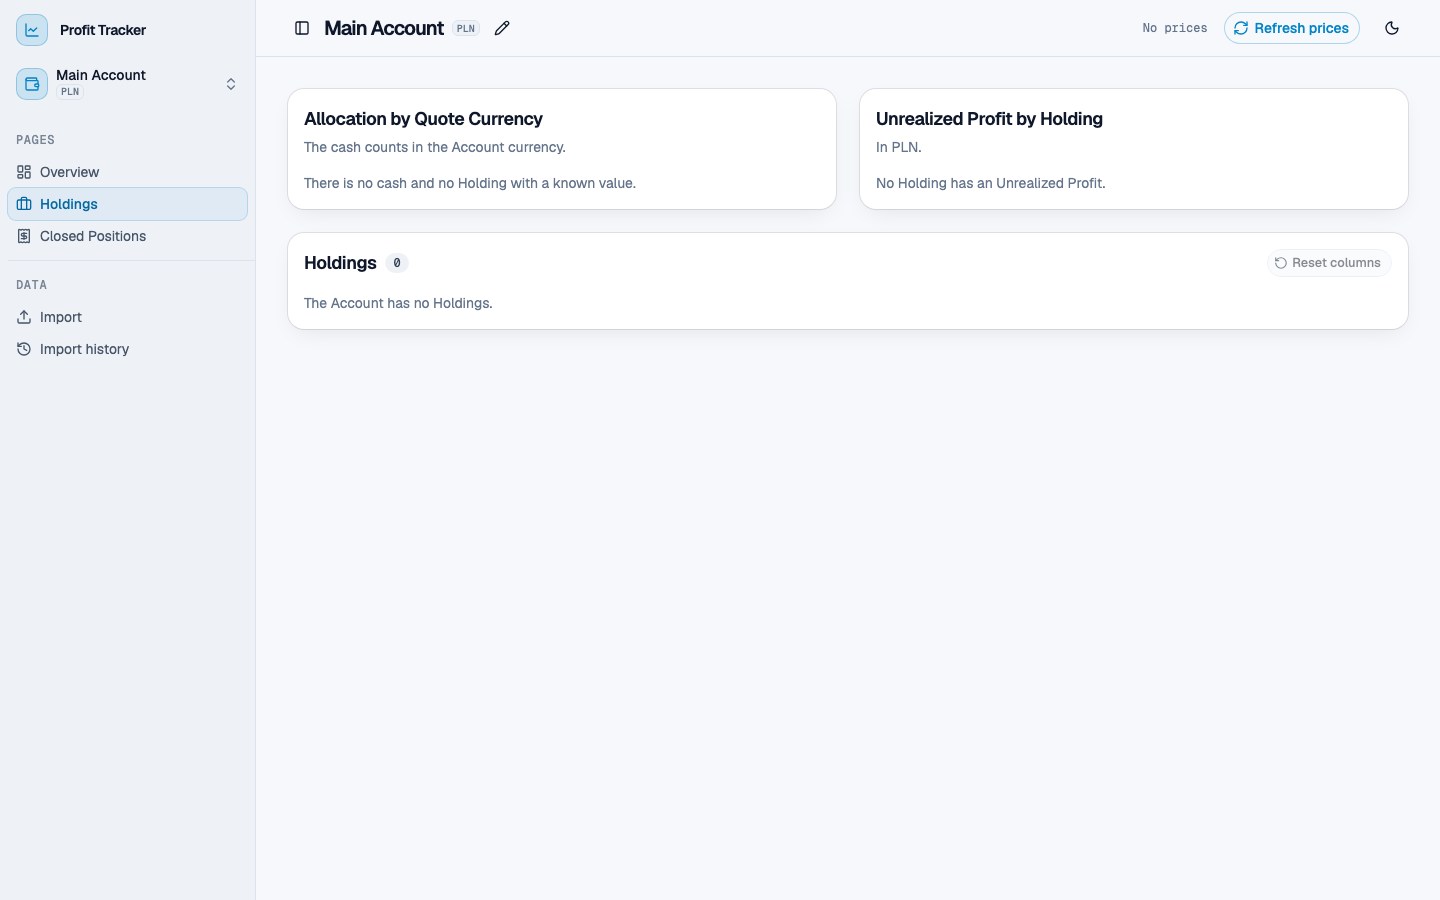 Profit Tracker
Main Account
PLN
PAGES
Overview
Holdings
Closed Positions
DATA
Import
Import history
Main Account PLN
No prices
Refresh prices
Allocation by Quote Currency
The cash counts in the Account currency.
There is no cash and no Holding with a known value.
Unrealized Profit by Holding
In PLN.
No Holding has an Unrealized Profit.
Holdings 0
Reset columns
The Account has no Holdings.